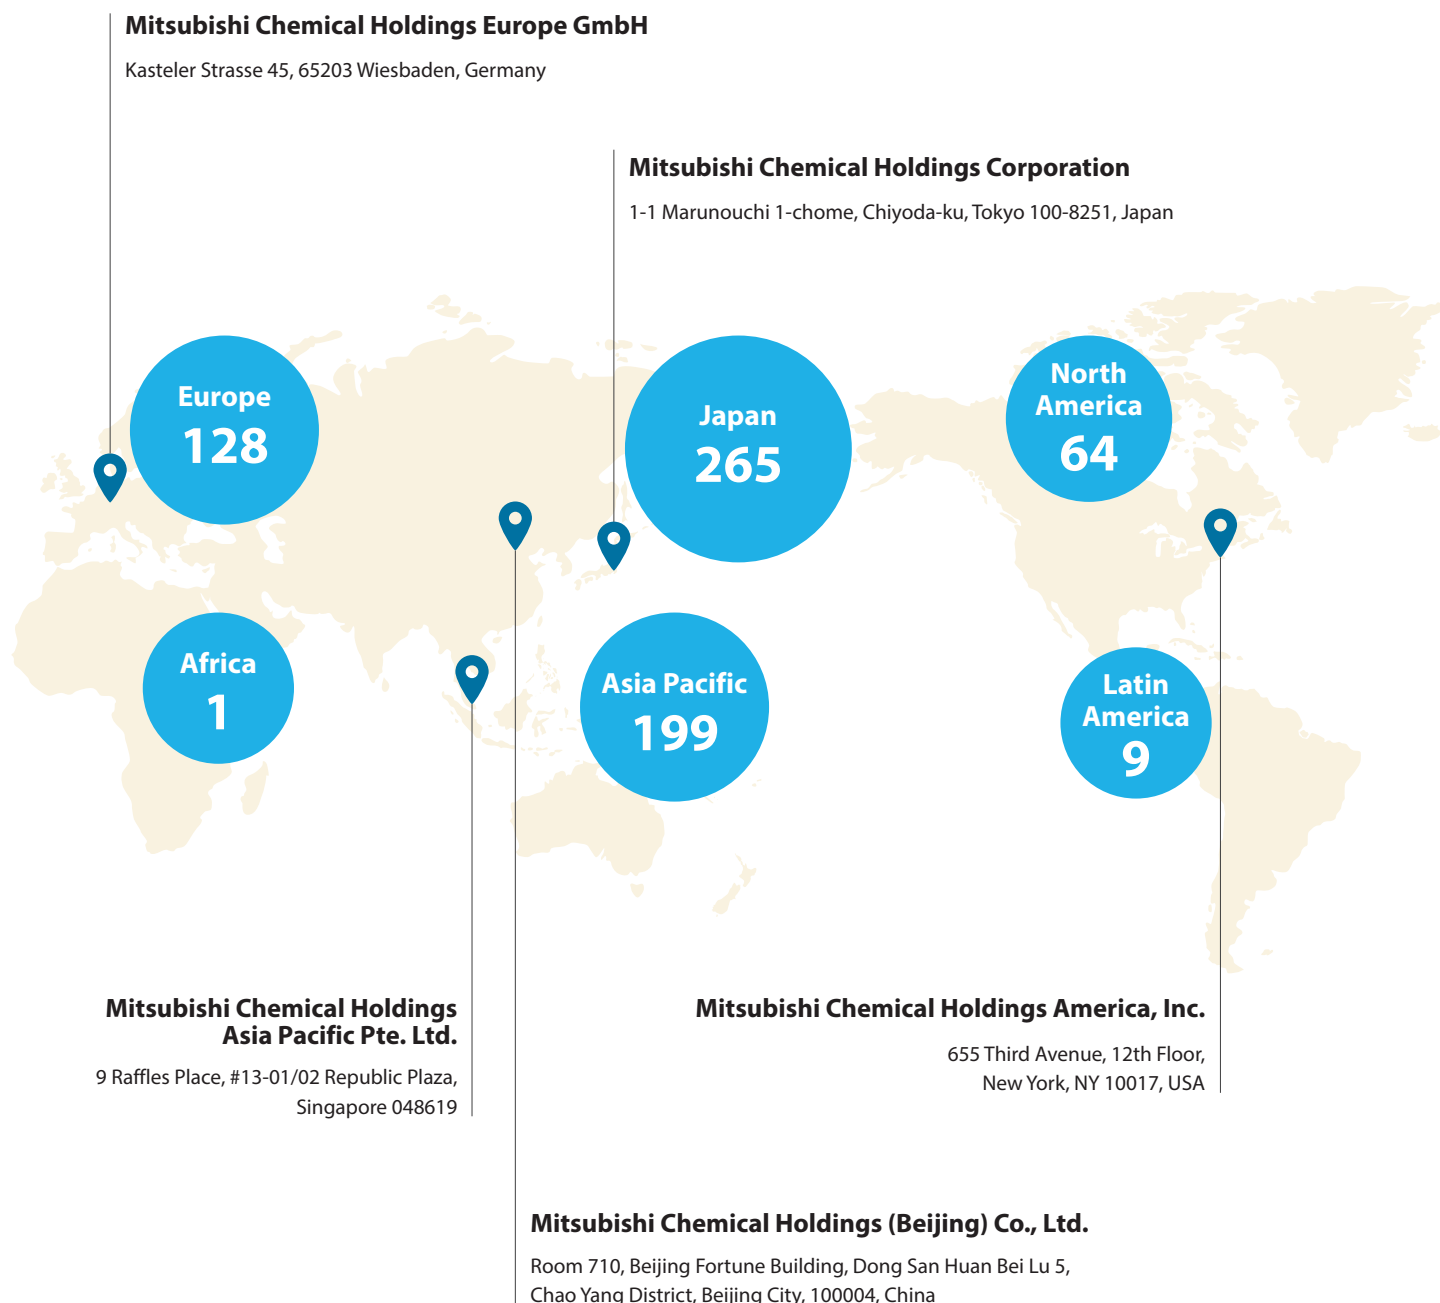 Mitsubishi Chemical Holdings Europe GmbH
Kasteler Strasse 45, 65203 Wiesbaden, Germany
Mitsubishi Chemical Holdings Corporation
1-1 Marunouchi 1-chome, Chiyoda-ku, Tokyo 100-8251, Japan
Europe
128
Japan
265
North
America
64
Africa
1
Asia Pacific
199
Latin
America
9
Mitsubishi Chemical Holdings
Asia Pacific Pte. Ltd.
9 Raffles Place, #13-01/02 Republic Plaza,
Singapore 048619
Mitsubishi Chemical Holdings America, Inc.
655 Third Avenue, 12th Floor,
New York, NY 10017, USA
Mitsubishi Chemical Holdings (Beijing) Co., Ltd.
Room 710, Beijing Fortune Building, Dong San Huan Bei Lu 5,
Chao Yang District, Beijing City, 100004, China